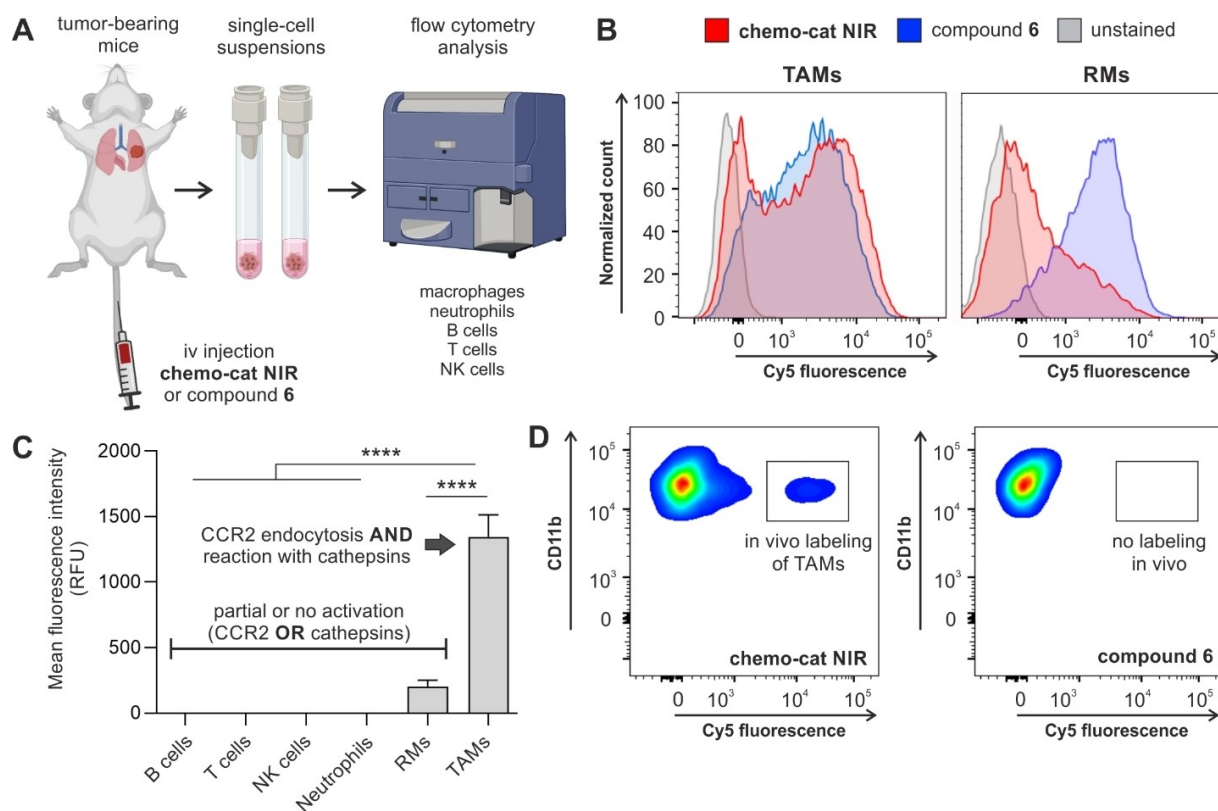 A
tumor-bearing
mice
single-cell
suspensions
flow cytometry
analysis
iv injection
chemo-cat NIR
or compound 6
macrophages
neutrophils
B cells
T cells
NK cells
B
chemo-cat NIR
compound 6
unstained
TAMs
RMs
Normalized count
100
80
60
40
20
0
0
10³
10⁴
10⁵
Cy5 fluorescence
0
10³
10⁴
10⁵
Cy5 fluorescence
C
Mean fluorescence intensity
(RFU)
2000
1500
1000
500
0
****
****
CCR2 endocytosis AND
reaction with cathepsins
partial or no activation
(CCR2 OR cathepsins)
B cells
T cells
NK cells
Neutrophils
RMs
TAMs
D
CD11b
10⁵
10⁴
10³
0
in vivo labeling
of TAMs
chemo-cat NIR
0
10³
10⁴
10⁵
Cy5 fluorescence
CD11b
10⁵
10⁴
10³
0
no labeling
in vivo
compound 6
0
10³
10⁴
10⁵
Cy5 fluorescence